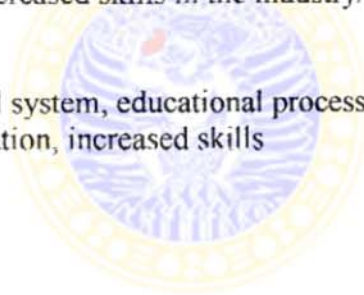 creased skills in the industry.
l system, educational process
ation, increased skills